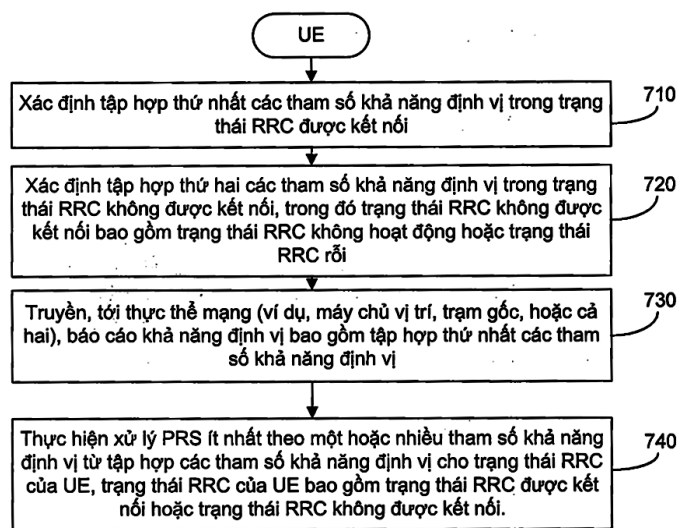 UE
Xác định tập hợp thứ nhất các tham số khả năng định vị trong trạng
thái RRC được kết nối
710
Xác định tập hợp thứ hai các tham số khả năng định vị trong trạng
thái RRC không được kết nối, trong đó trạng thái RRC không được
kết nối bao gồm trạng thái RRC không hoạt động hoặc trạng thái
RRC rỗi
720
Truyền, tới thực thể mạng (ví dụ, máy chủ vị trí, trạm gốc, hoặc cả
hai), báo cáo khả năng định vị bao gồm tập hợp thứ nhất các tham
số khả năng định vị
730
Thực hiện xử lý PRS ít nhất theo một hoặc nhiều tham số khả năng
định vị từ tập hợp các tham số khả năng định vị cho trạng thái RRC
của UE, trạng thái RRC của UE bao gồm trạng thái RRC được kết
nối hoặc trạng thái RRC không được kết nối.
740